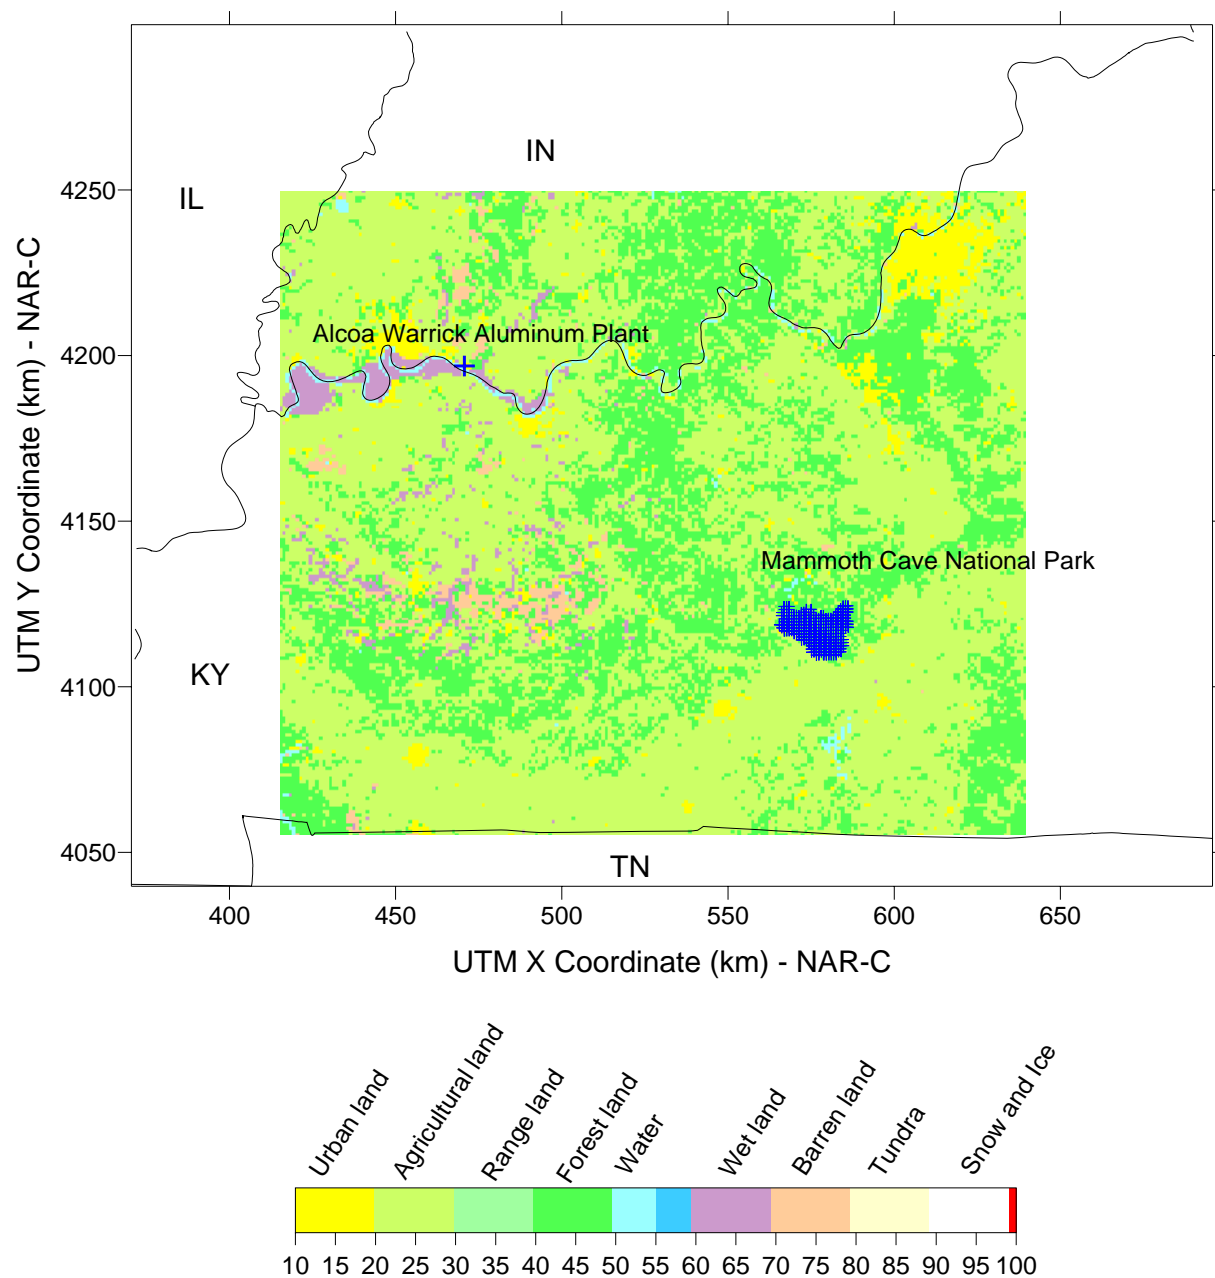 IN
IL
4250
Alcoa Warrick Aluminum Plant
4200
4150
Mammoth Cave National Park
KY
4100
4050
TN
UTM Y Coordinate (km) - NAR-C
400 450 500 550 600 650
UTM X Coordinate (km) - NAR-C
Urban land
Agricultural land
Range land
Forest land
Water
Wet land
Barren land
Tundra
Snow and Ice
10 15 20 25 30 35 40 45 50 55 60 65 70 75 80 85 90 95 100